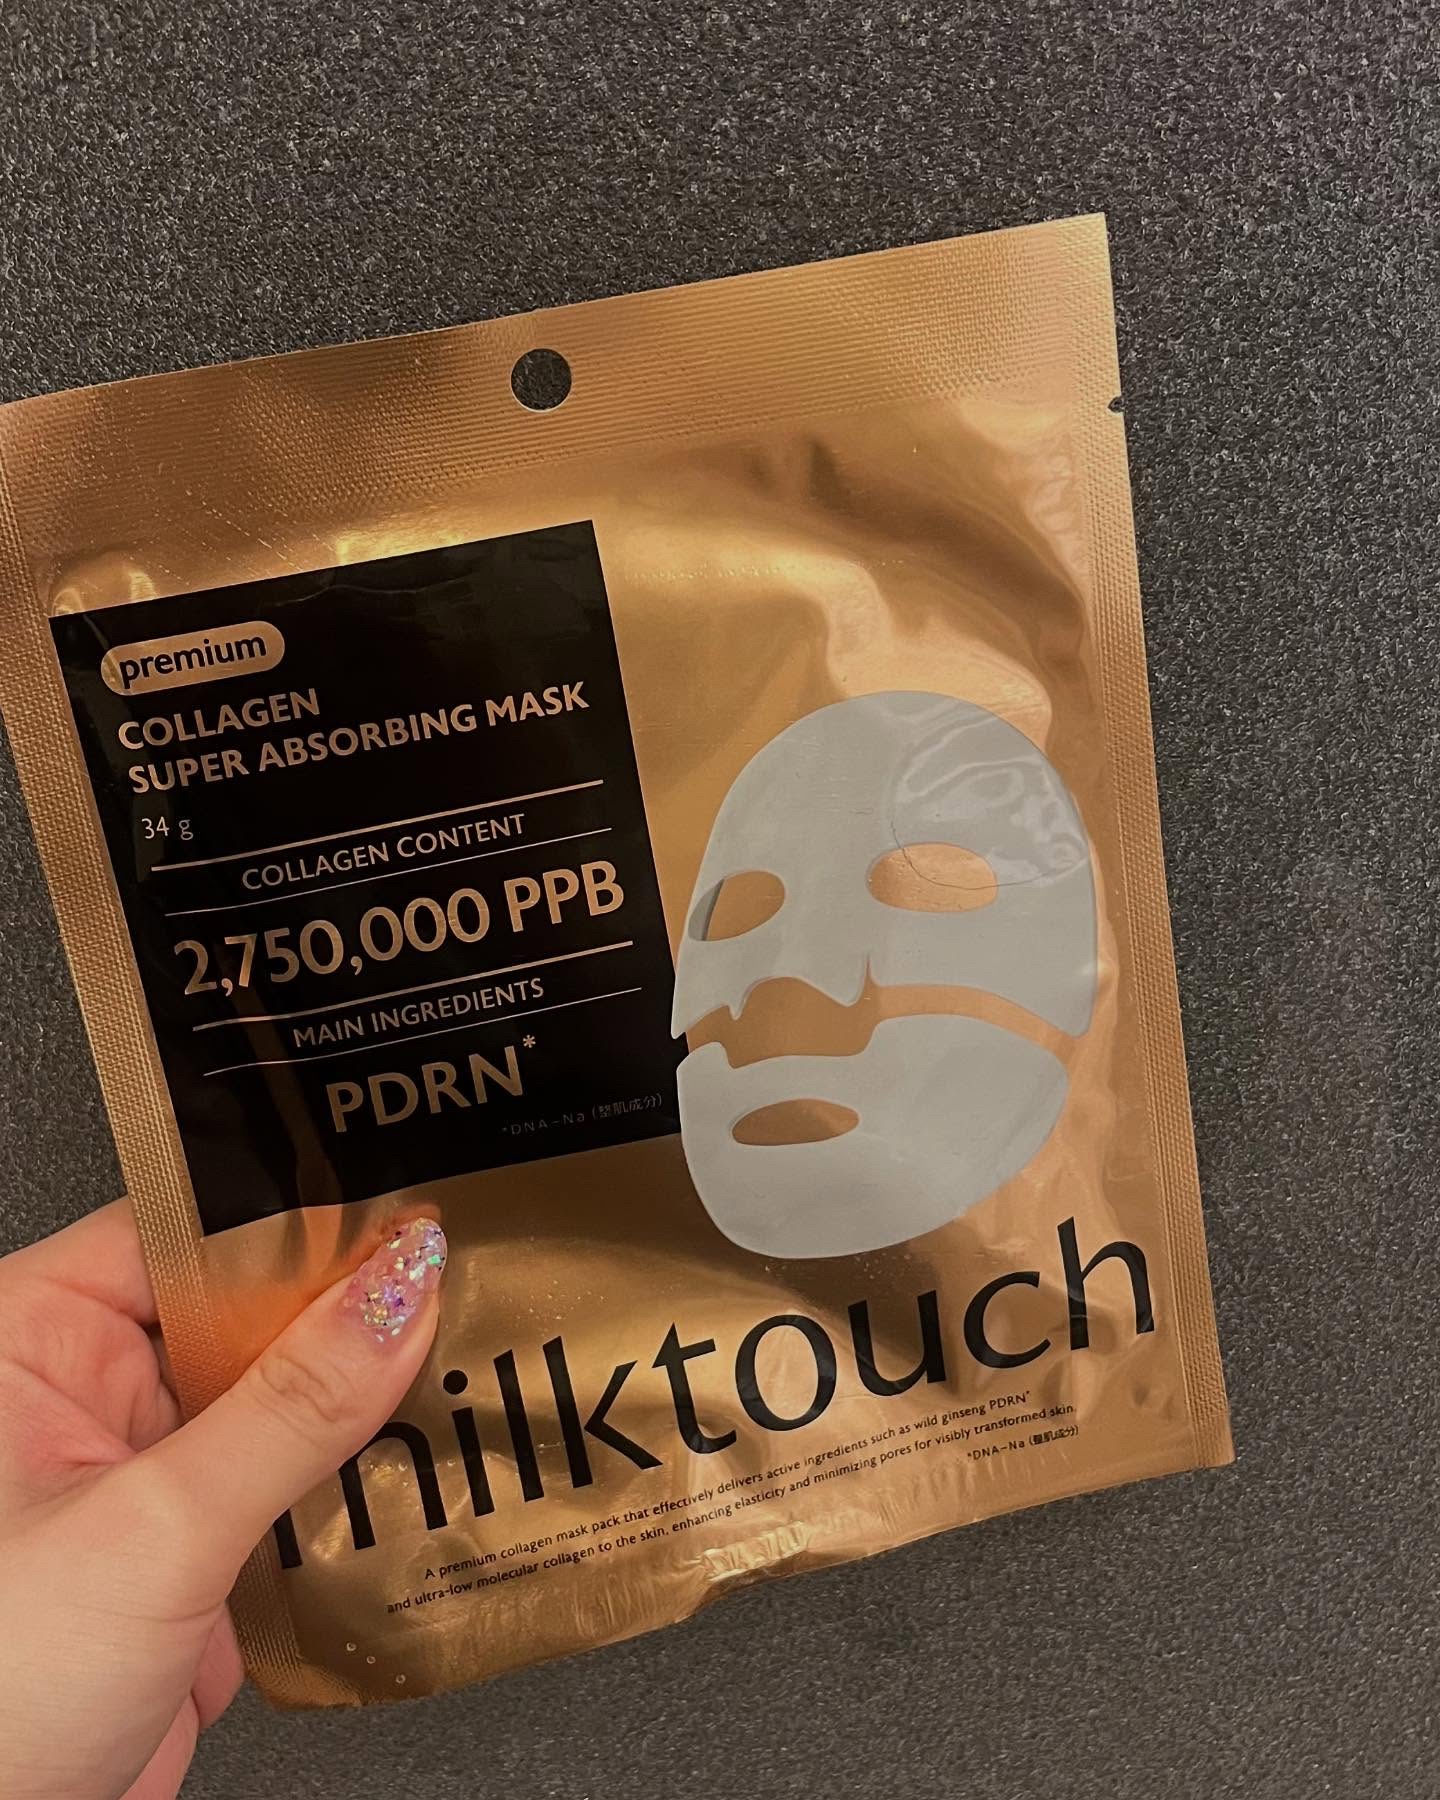 premium
COLLAGEN
SUPER ABSORBING MASK
34 g
COLLAGEN CONTENT
2,750,000 PPB
MAIN INGREDIENTS
PDRN*
*DNA-Na (整肌成分)
milktouch
A premium collagen mask pack that effectively delivers active ingredients such as wild ginseng PDRN*
and ultra-low molecular collagen to the skin, enhancing elasticity and minimizing pores for visibly transformed skin.
*DNA-Na (整肌成分)